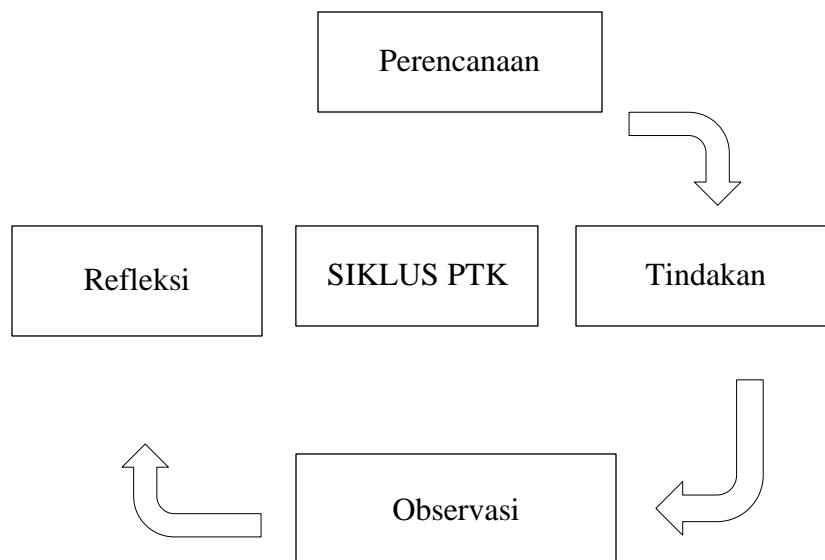 Perencanaan
Refleksi
SIKLUS PTK
Tindakan
Observasi